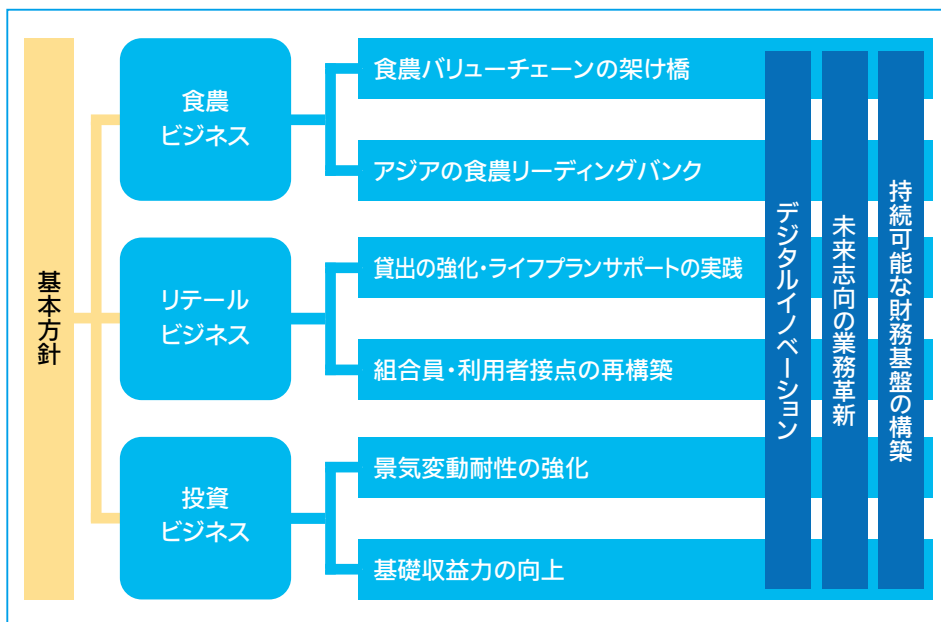 基本方針
食農
ビジネス
食農バリューチェーンの架け橋
アジアの食農リーディングバンク
リテール
ビジネス
貸出の強化・ライフプランサポートの実践
組合員・利用者接点の再構築
投資
ビジネス
景気変動耐性の強化
基礎収益力の向上
デジタルイノベーション
未来志向の業務革新
持続可能な財務基盤の構築